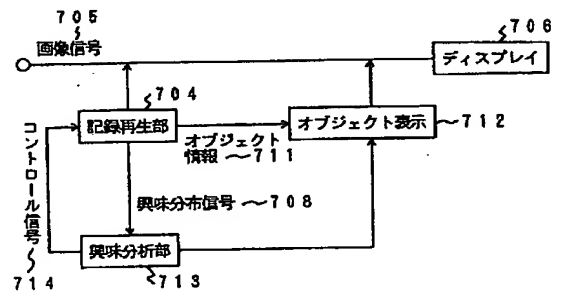 705
画像信号
706
ディスプレイ
704
記録再生部
オブジェクト表示
712
オブジェクト
情報 711
コントロール信号
興味分布信号 708
興味分析部
714
713